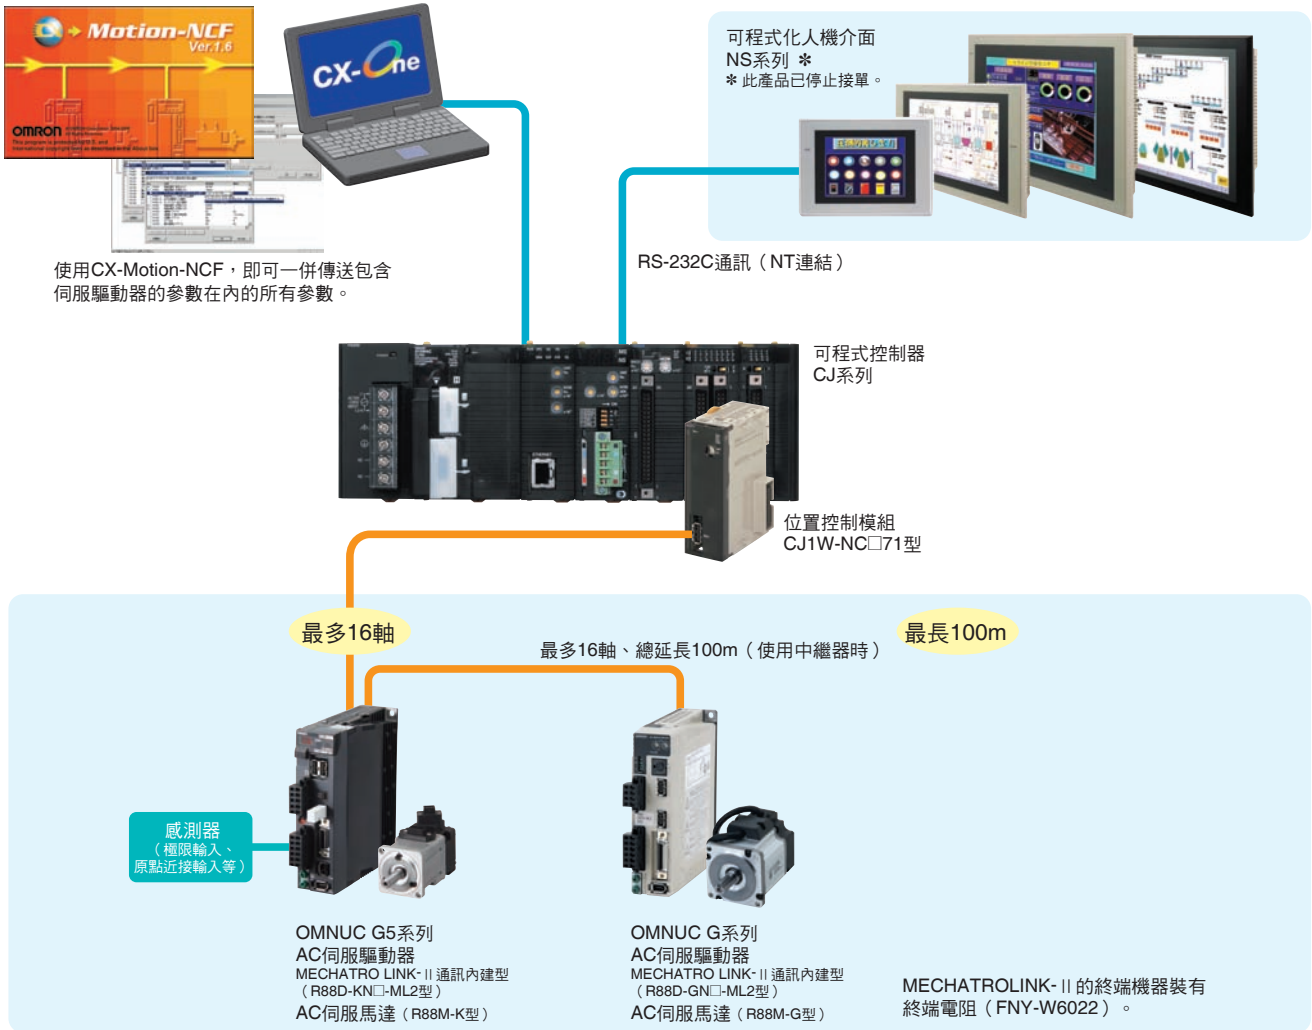 Motion-NCF
Ver.1.6
OMRON
CX-One
使用CX-Motion-NCF，即可一併傳送包含
伺服驅動器的參數在內的所有參數。
可程式化人機介面
NS系列 ＊
＊ 此產品已停止接單。
RS-232C通訊（NT連結）
可程式控制器
CJ系列
ETHERNET
位置控制模組
CJ1W-NC□71型
最多16軸
最多16軸、總延長100m（使用中繼器時）
最長100m
感測器
（極限輸入、
原點近接輸入等）
OMNUC G5系列
AC伺服驅動器
MECHATRO LINK-Ⅱ通訊內建型
（R88D-KN□-ML2型）
AC伺服馬達（R88M-K型）
OMNUC G系列
AC伺服驅動器
MECHATRO LINK-Ⅱ通訊內建型
（R88D-GN□-ML2型）
AC伺服馬達（R88M-G型）
MECHATROLINK-Ⅱ的終端機器裝有
終端電阻（FNY-W6022）。